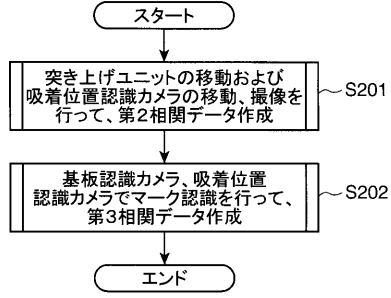 スタート
突き上げユニットの移動および
吸着位置認識カメラの移動、撮像を
行って、第2相関データ作成
S201
基板認識カメラ、吸着位置
認識カメラでマーク認識を行って、
第3相関データ作成
S202
エンド